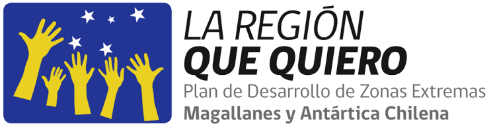 LA REGIÓN
QUE QUIERO
Plan de Desarrollo de Zonas Extremas
Magallanes y Antártica Chilena